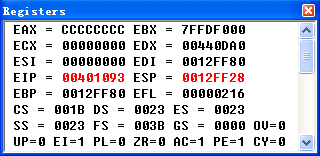 Registers
EAX = CCCCCCCC EBX = 7FFDF000
ECX = 00000000 EDX = 00440DA0
ESI = 00000000 EDI = 0012FF80
EIP = 00401093 ESP = 0012FF28
EBP = 0012FF80 EFL = 00000216
CS = 001B DS = 0023 ES = 0023
SS = 0023 FS = 003B GS = 0000 OV=0
UP=0 EI=1 PL=0 ZR=0 AC=1 PE=1 CY=0